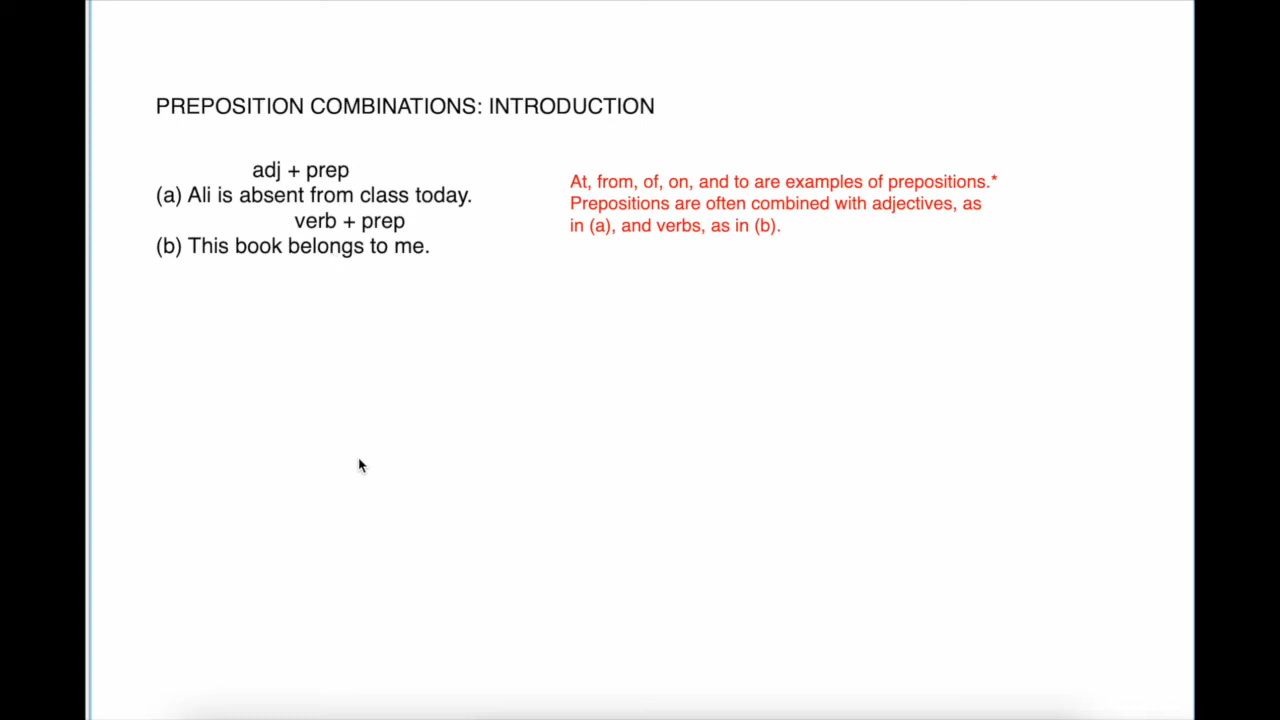 PREPOSITION COMBINATIONS: INTRODUCTION
adj + prep
(a) Ali is absent from class today.
verb + prep
(b) This book belongs to me.
At, from, of, on, and to are examples of prepositions.*
Prepositions are often combined with adjectives, as
in (a), and verbs, as in (b).